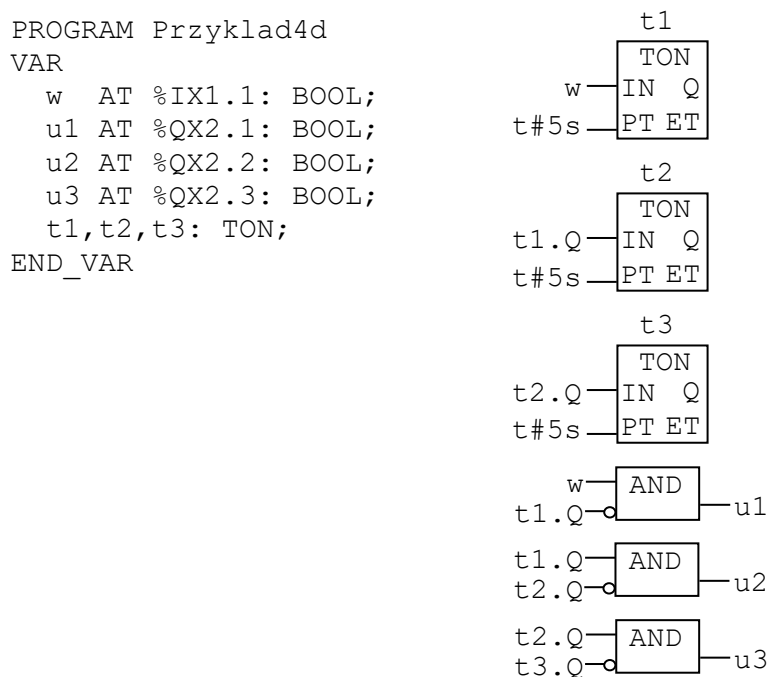 PROGRAM Przyklad4d
VAR
w AT %IX1.1: BOOL;
u1 AT %QX2.1: BOOL;
u2 AT %QX2.2: BOOL;
u3 AT %QX2.3: BOOL;
t1,t2,t3: TON;
END_VAR
t1
TON
w IN Q
t#5s PT ET
t2
TON
t1.Q IN Q
t#5s PT ET
t3
TON
t2.Q IN Q
t#5s PT ET
w AND
t1.Q u1
t1.Q AND
t2.Q u2
t2.Q AND
t3.Q u3